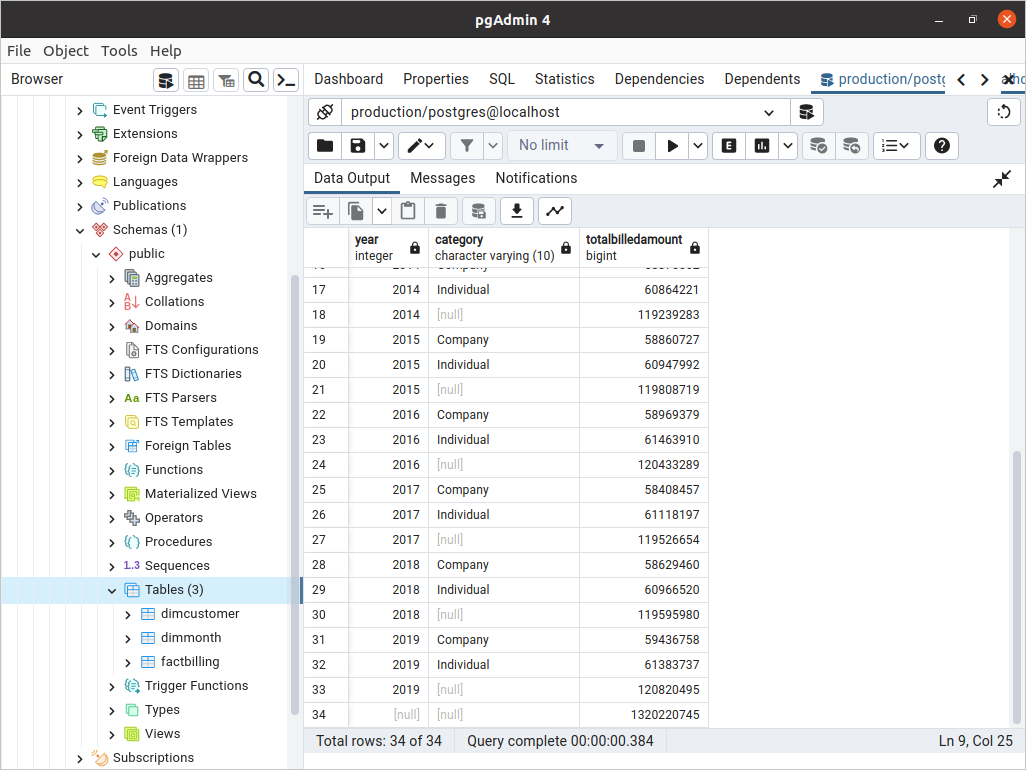 pgAdmin 4
File Object Tools Help
Browser
Dashboard Properties SQL Statistics Dependencies Dependents production/postg
Event Triggers
Extensions
Foreign Data Wrappers
Languages
Publications
Schemas (1)
public
Aggregates
Collations
Domains
FTS Configurations
FTS Dictionaries
FTS Parsers
FTS Templates
Foreign Tables
Functions
Materialized Views
Operators
Procedures
Sequences
Tables (3)
dimcustomer
dimmonth
factbilling
Trigger Functions
Types
Views
Subscriptions
production/postgres@localhost
No limit
E
Data Output Messages Notifications
year category totalbilledamount
integer character varying (10) bigint
17 2014 Individual 60864221
18 2014 [null] 119239283
19 2015 Company 58860727
20 2015 Individual 60947992
21 2015 [null] 119808719
22 2016 Company 58969379
23 2016 Individual 61463910
24 2016 [null] 120433289
25 2017 Company 58408457
26 2017 Individual 61118197
27 2017 [null] 119526654
28 2018 Company 58629460
29 2018 Individual 60966520
30 2018 [null] 119595980
31 2019 Company 59436758
32 2019 Individual 61383737
33 2019 [null] 120820495
34 [null] [null] 1320220745
Total rows: 34 of 34 Query complete 00:00:00.384 Ln 9, Col 25